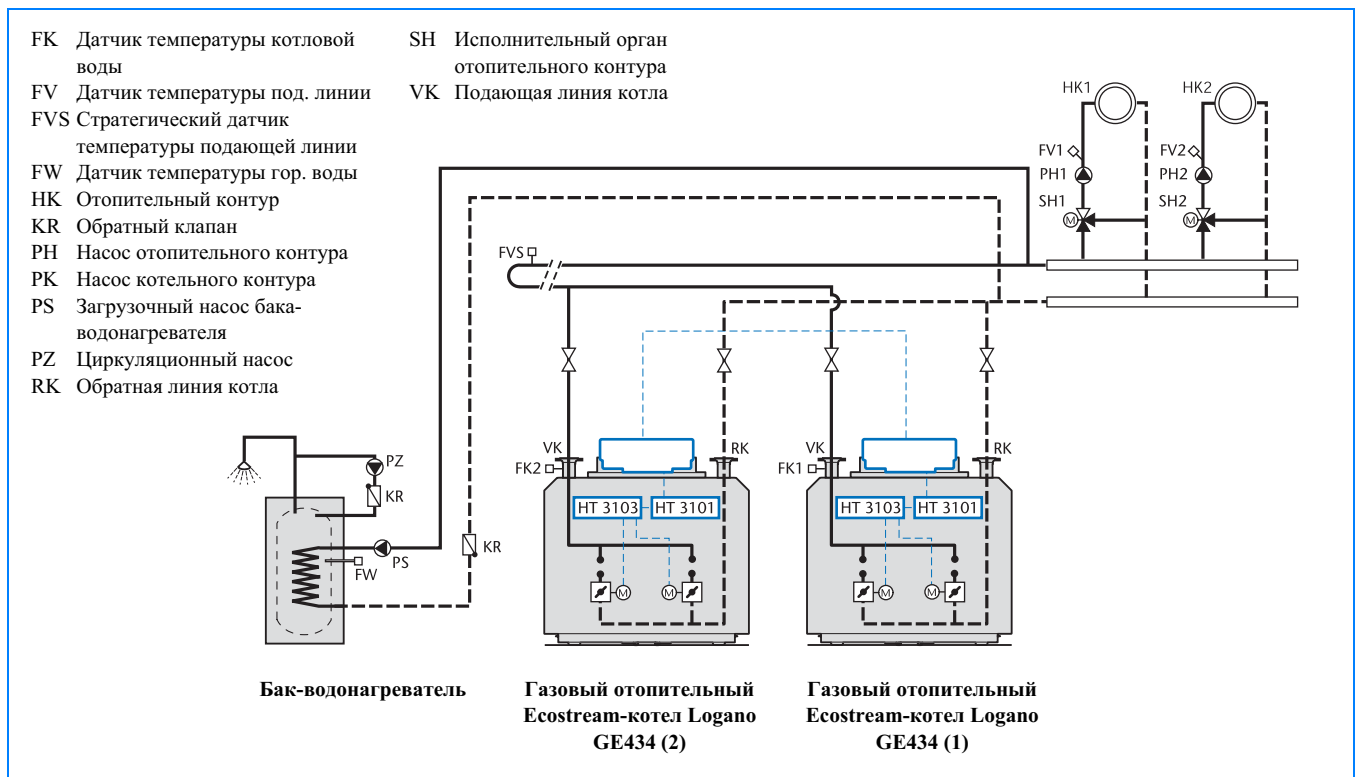 FK Датчик температуры котловой
воды
FV Датчик температуры под. линии
FVS Стратегический датчик
температуры подающей линии
FW Датчик температуры гор. воды
HK Отопительный контур
KR Обратный клапан
PH Насос отопительного контура
PK Насос котельного контура
PS Загрузочный насос бака-
водонагревателя
PZ Циркуляционный насос
RK Обратная линия котла
SH Исполнительный орган
отопительного контура
VK Подающая линия котла
HK1
HK2
FV1
FV2
PH1
PH2
SH1
SH2
M
M
FVS
VK
RK
VK
RK
FK2
FK1
PZ
KR
KR
PS
FW
HT 3103
HT 3101
HT 3103
HT 3101
M
M
M
M
Бак-водонагреватель
Газовый отопительный
Ecostream-котел Logano
GE434 (2)
Газовый отопительный
Ecostream-котел Logano
GE434 (1)